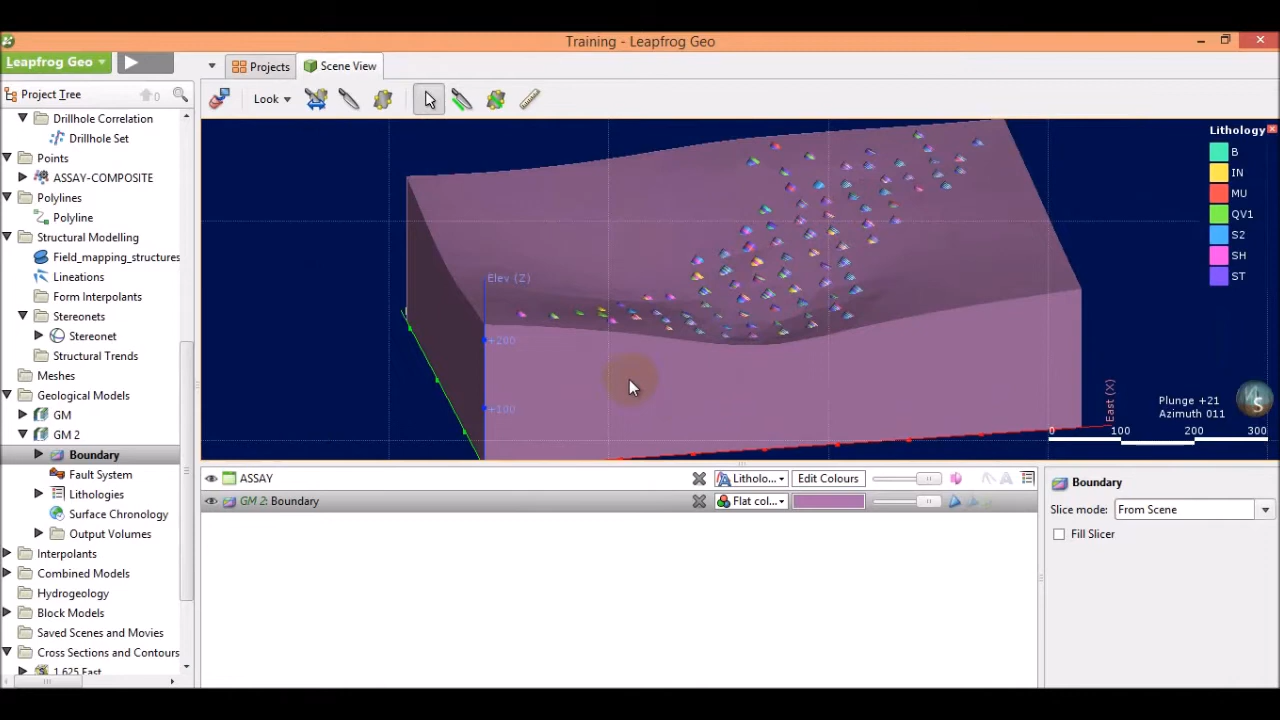 Training - Leapfrog Geo
Leapfrog Geo
Projects
Scene View
Project Tree
Look
Drillhole Correlation
Drillhole Set
Points
ASSAY-COMPOSITE
Polylines
Polyline
Structural Modelling
Field_mapping_structures
Lineations
Form Interpolants
Stereonets
Stereonet
Structural Trends
Meshes
Geological Models
GM
GM 2
Boundary
Fault System
Lithologies
Surface Chronology
Output Volumes
Interpolants
Combined Models
Hydrogeology
Block Models
Saved Scenes and Movies
Cross Sections and Contours
1,625 East
Elev (Z)
+200
+100
East (X)
Lithology
B
IN
MU
QV1
S2
SH
ST
Plunge +21
Azimuth 011
0 100 200 300
ASSAY
Litholo...
Edit Colours
GM 2: Boundary
Flat col...
Boundary
Slice mode:
From Scene
Fill Slicer